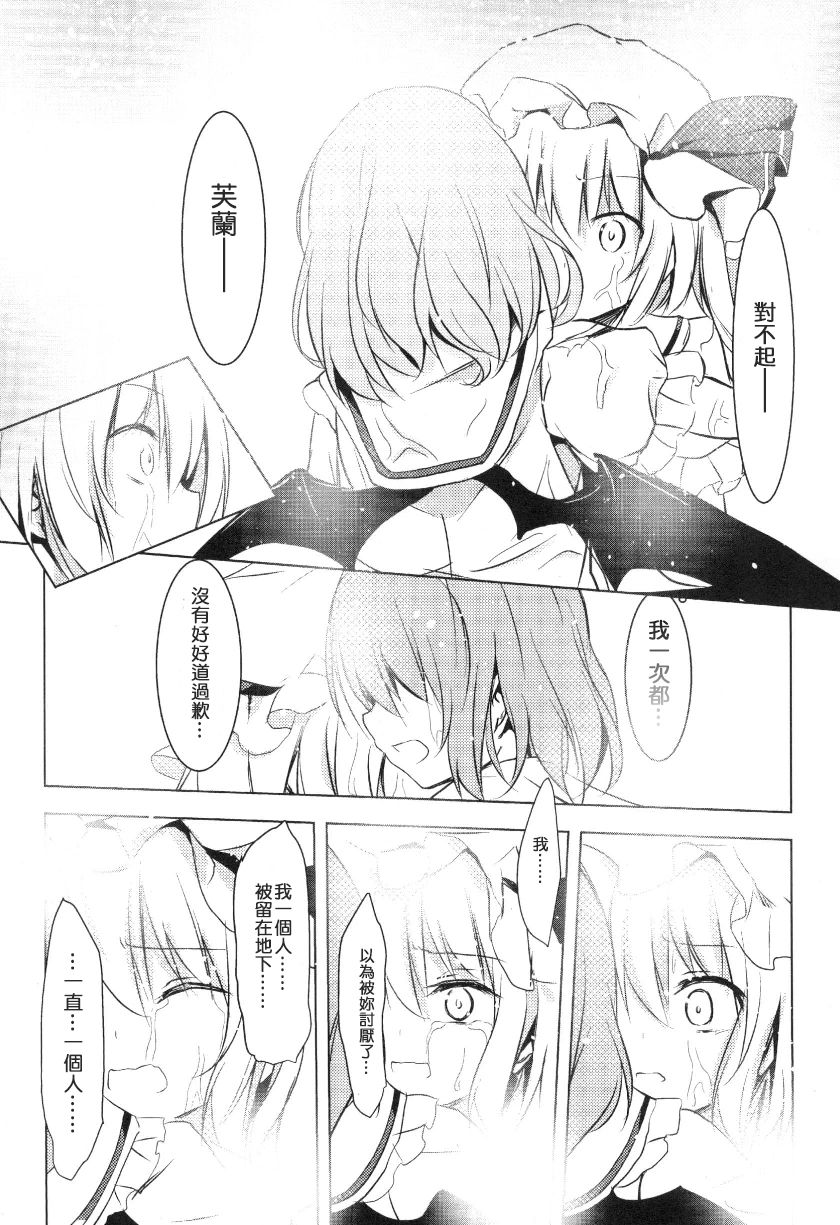 對不起——
芙蘭——
我一次都…
沒有好好道過歉…
我……
以為被妳討厭了…
我一個人……
被留在地下……
…一直…一個人……